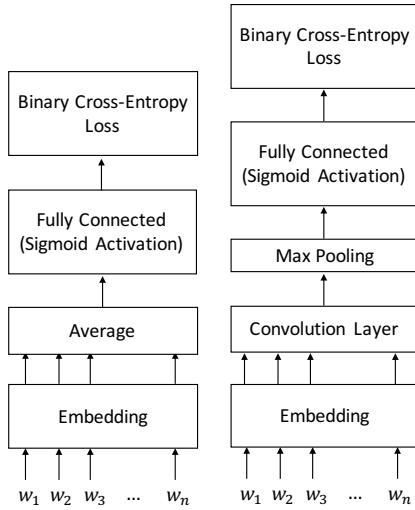 Binary Cross-Entropy
Loss
Fully Connected
(Sigmoid Activation)
Average
Embedding
w₁ w₂ w₃ ... wₙ
Binary Cross-Entropy
Loss
Fully Connected
(Sigmoid Activation)
Max Pooling
Convolution Layer
Embedding
w₁ w₂ w₃ ... wₙ